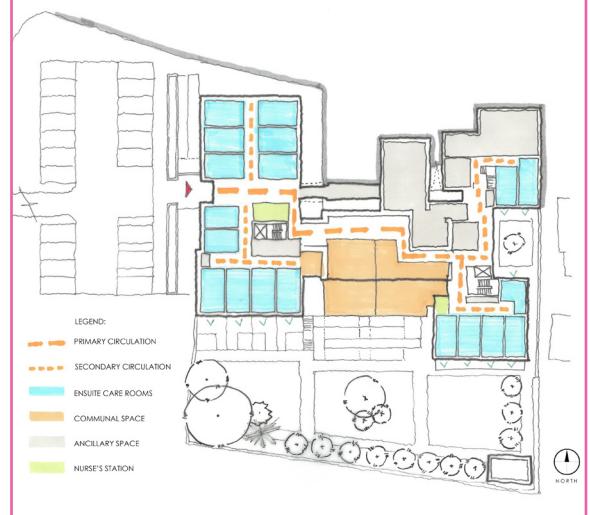 LEGEND:
PRIMARY CIRCULATION
SECONDARY CIRCULATION
ENSUITE CARE ROOMS
COMMUNAL SPACE
ANCILLARY SPACE
NURSE'S STATION
NORTH